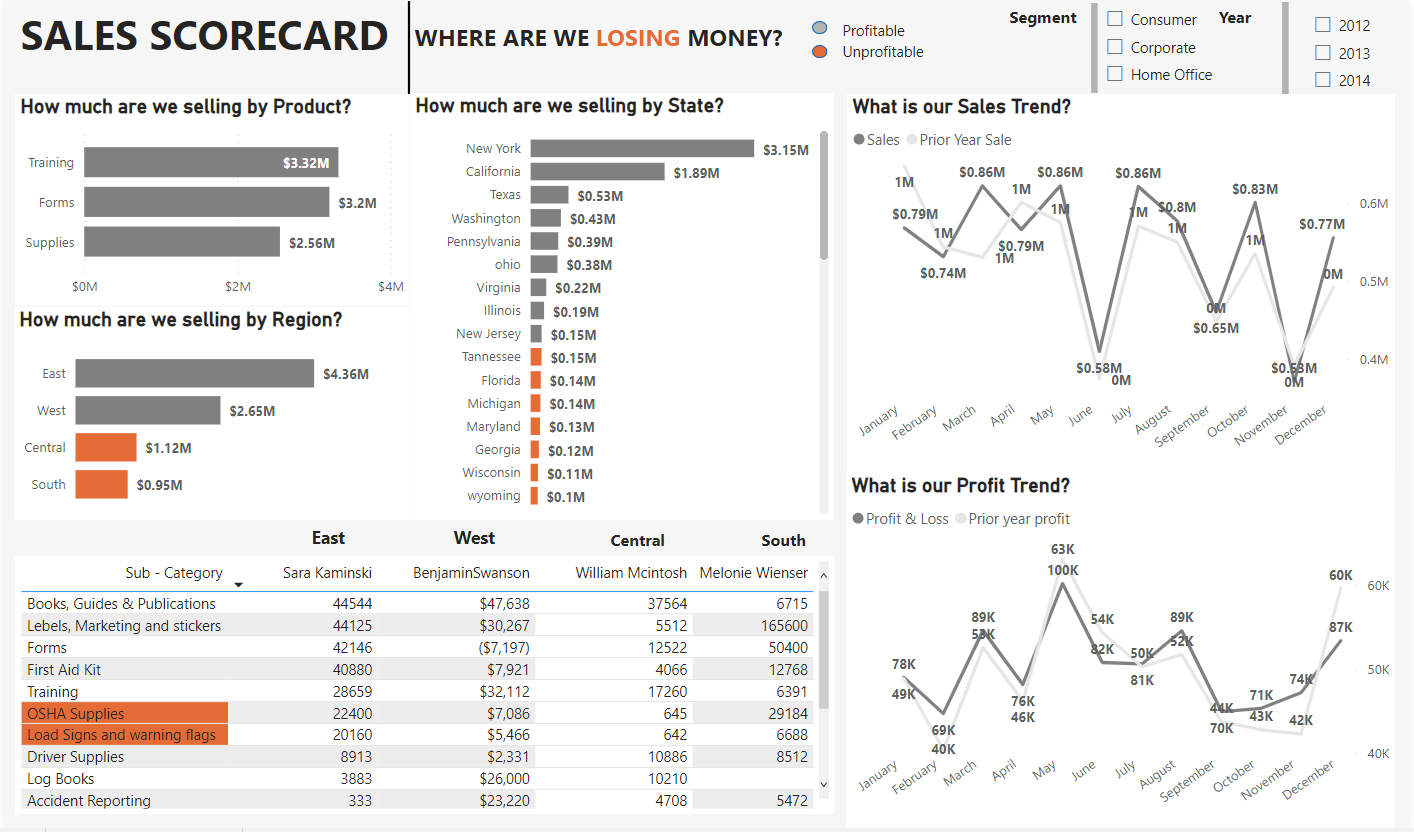 SALES SCORECARD
WHERE ARE WE LOSING MONEY?
Profitable
Unprofitable
Segment
Consumer
Corporate
Home Office
Year
2012
2013
2014
How much are we selling by Product?
Training $3.32M
Forms $3.2M
Supplies $2.56M
$0M $2M $4M
How much are we selling by Region?
East $4.36M
West $2.65M
Central $1.12M
South $0.95M
How much are we selling by State?
New York $3.15M
California $1.89M
Texas $0.53M
Washington $0.43M
Pennsylvania $0.39M
ohio $0.38M
Virginia $0.22M
Illinois $0.19M
New Jersey $0.15M
Tannessee $0.15M
Florida $0.14M
Michigan $0.14M
Maryland $0.13M
Georgia $0.12M
Wisconsin $0.11M
wyoming $0.1M
What is our Sales Trend?
Sales Prior Year Sale
$0.86M $0.86M $0.86M
1M 1M $0.83M
$0.79M 1M 1M $0.8M 0.6M
1M 1M 1M $0.77M
$0.79M
$0.74M 1M
0M 0.5M
0M
$0.65M
0.4M
$0.58M $0.53M
0M 0M
January February March April May June July August September October November December
What is our Profit Trend?
Profit & Loss Prior year profit
63K
100K 60K
60K
89K 54K 89K 87K
53K 82K 50K 52K
78K 81K 50K
49K 76K 71K 74K
46K 44K 43K 42K
69K 70K
40K 40K
January February March April May June July August September October November December
East West Central South
Sub - Category Sara Kaminski BenjaminSwanson William Mcintosh Melonie Wienser
Books, Guides & Publications 44544 $47,638 37564 6715
Lebels, Marketing and stickers 44125 $30,267 5512 165600
Forms 42146 ($7,197) 12522 50400
First Aid Kit 40880 $7,921 4066 12768
Training 28659 $32,112 17260 6391
OSHA Supplies 22400 $7,086 645 29184
Load Signs and warning flags 20160 $5,466 642 6688
Driver Supplies 8913 $2,331 10886 8512
Log Books 3883 $26,000 10210
Accident Reporting 333 $23,220 4708 5472